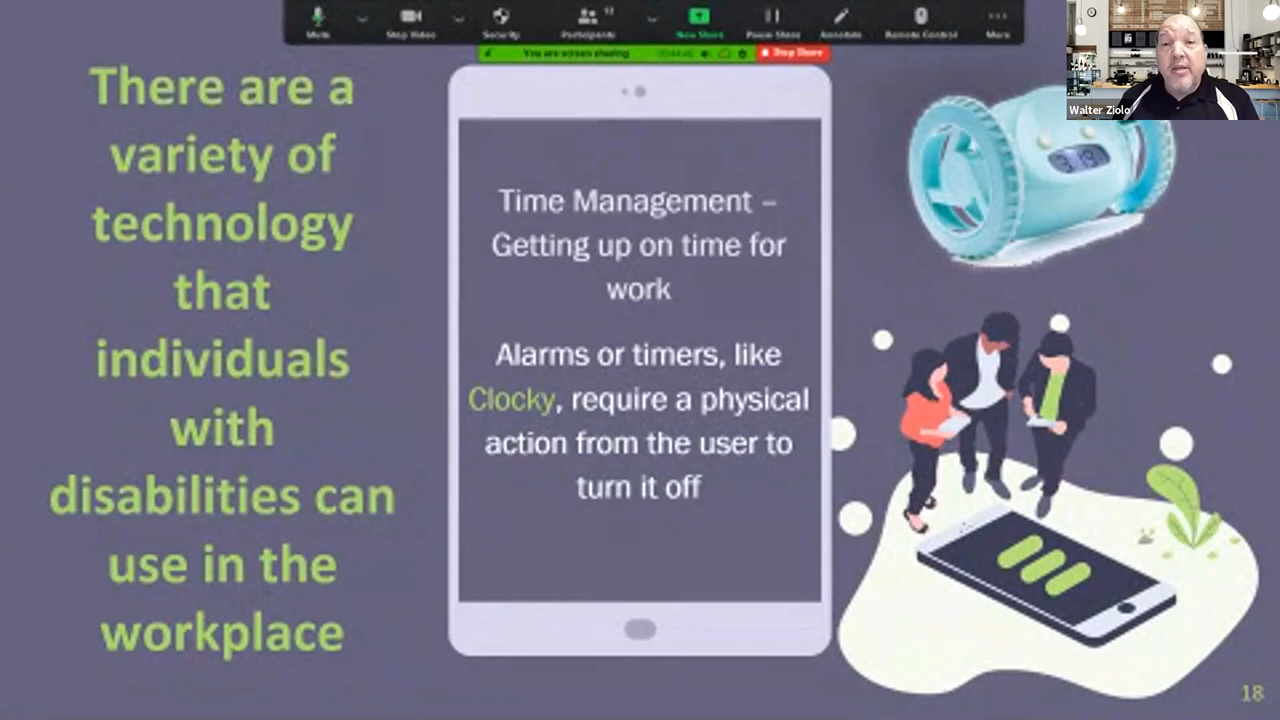 Mute
Stop Video
Security
Participants
12
New Share
Pause Share
Annotate
Remote Control
More
You are screen sharing
Stop Share
Walter Ziolo
There are a
variety of
technology
that
individuals
with
disabilities can
use in the
workplace
Time Management –
Getting up on time for
work
Alarms or timers, like
Clocky, require a physical
action from the user to
turn it off
18